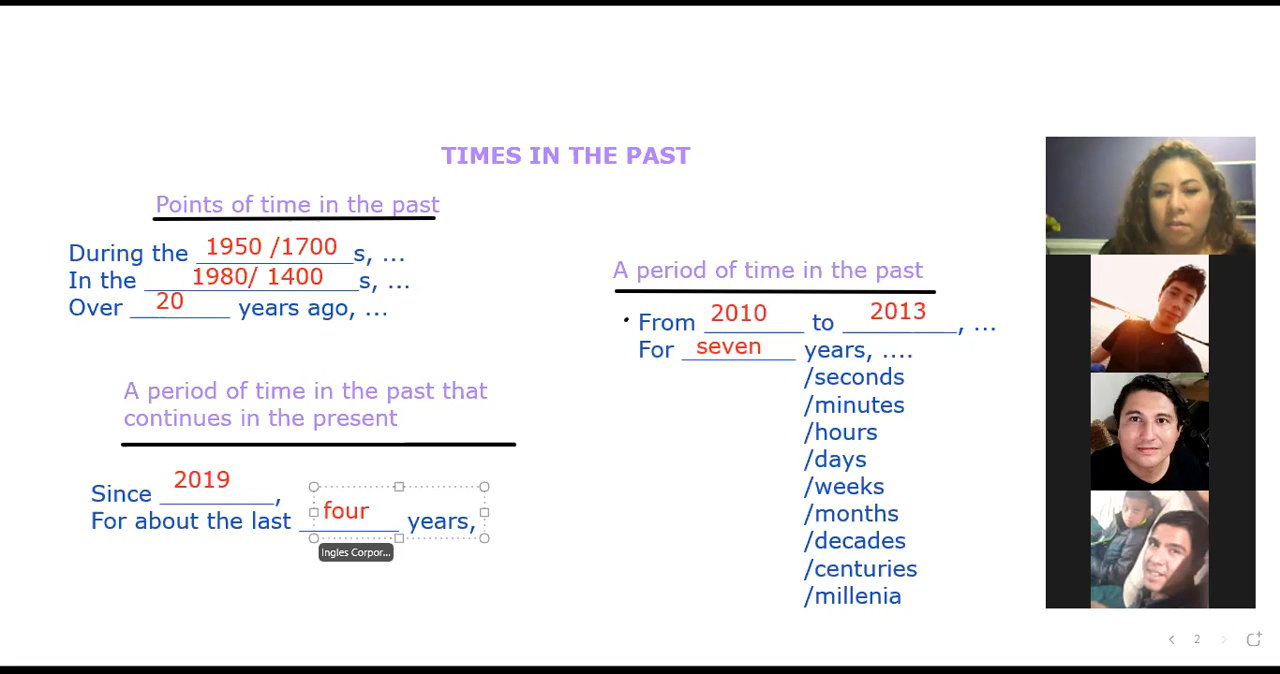 TIMES IN THE PAST
Points of time in the past
During the 1950 /1700 s, ...
In the 1980/ 1400 s, ...
Over 20 years ago, ...
A period of time in the past that
continues in the present
Since 2019,
For about the last four years,
Ingles Corpor...
A period of time in the past
From 2010 to 2013, ...
For seven years, ....
/seconds
/minutes
/hours
/days
/weeks
/months
/decades
/centuries
/millenia
2